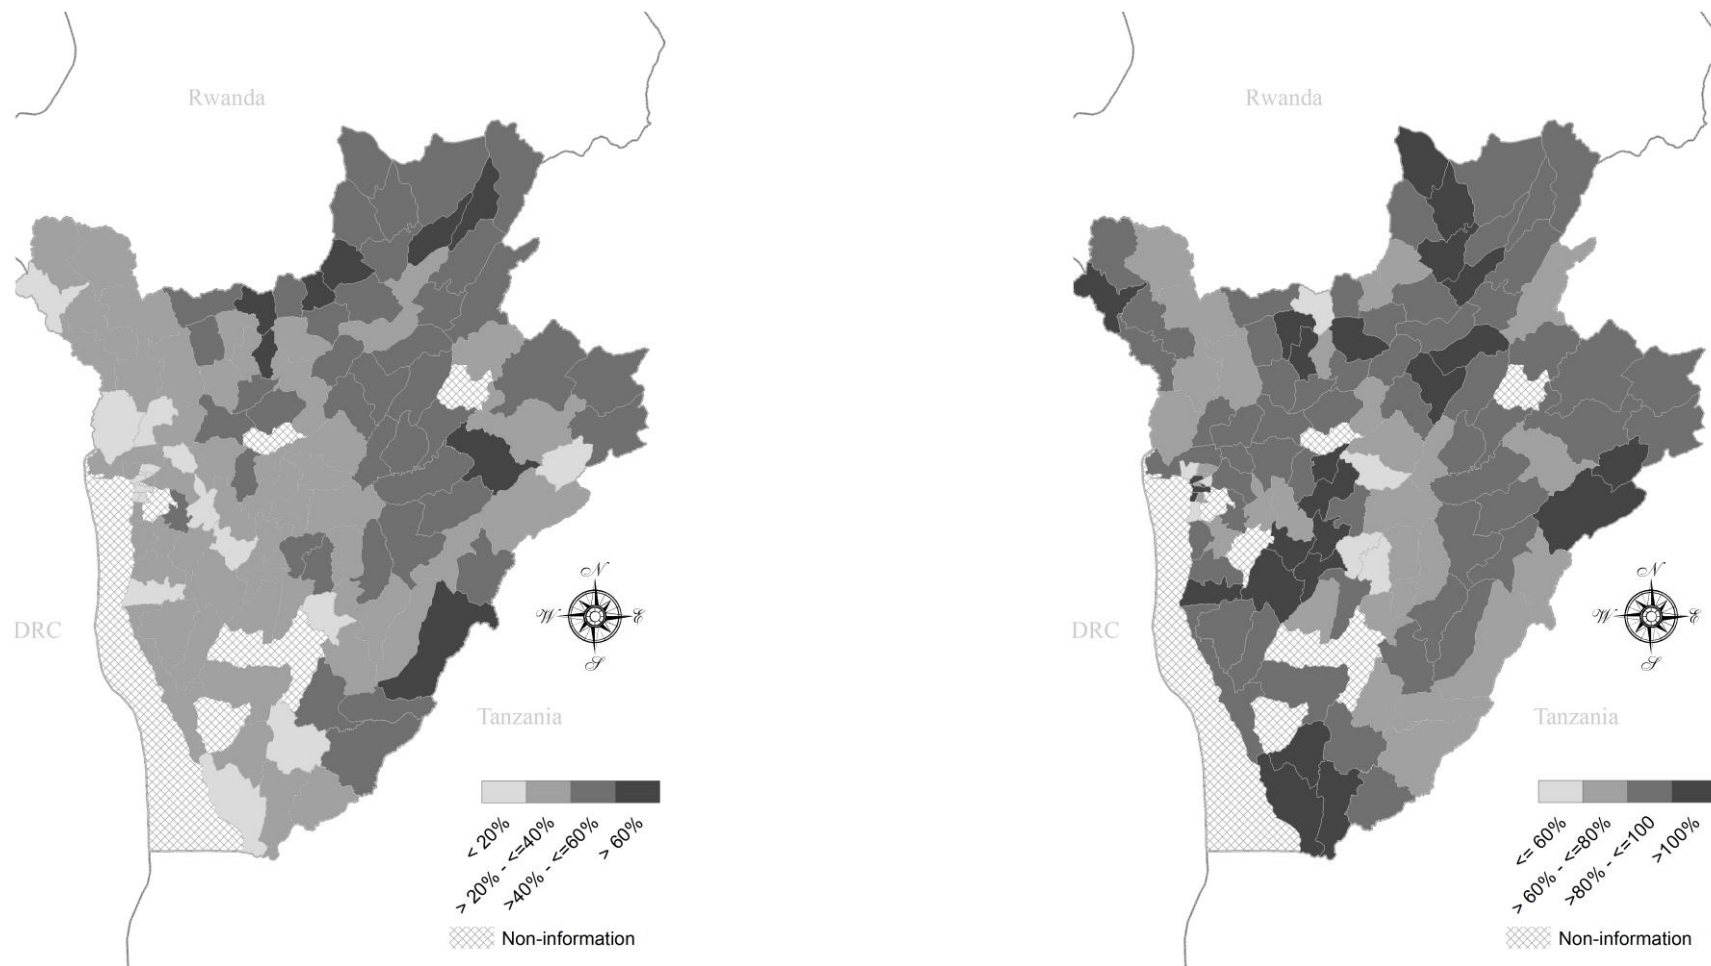 Rwanda
DRC
N
W
E
S
Tanzania
< 20%
> 20% - <=40%
>40% - <=60%
> 60%
Non-information
Rwanda
DRC
N
W
E
S
Tanzania
<= 60%
> 60% - <=80%
>80% - <=100
>100%
Non-information